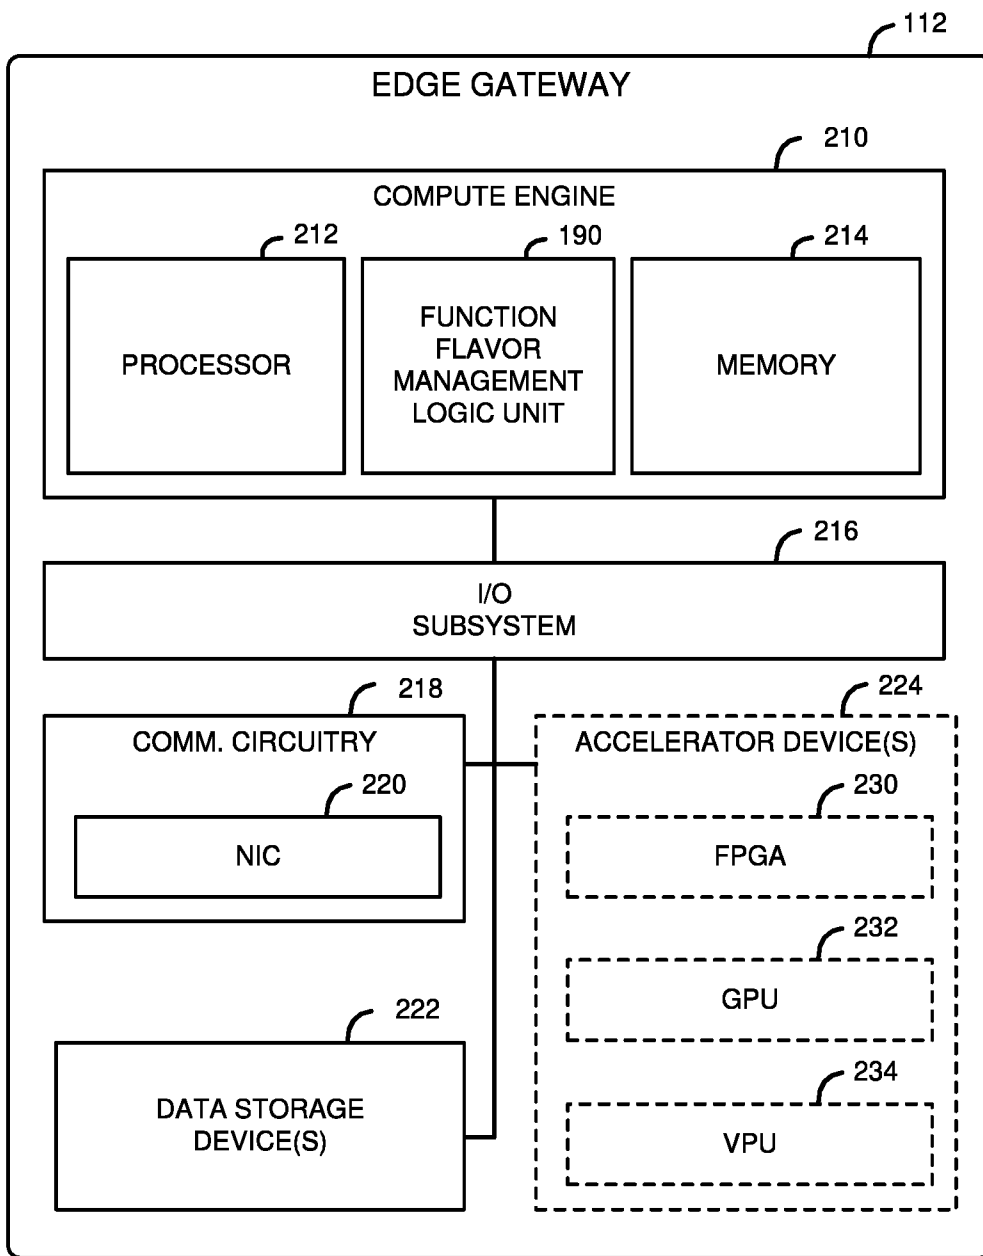 112
EDGE GATEWAY
210
COMPUTE ENGINE
212
190
214
PROCESSOR
FUNCTION
FLAVOR
MANAGEMENT
LOGIC UNIT
MEMORY
216
I/O
SUBSYSTEM
218
224
COMM. CIRCUITRY
ACCELERATOR DEVICE(S)
220
230
NIC
FPGA
232
GPU
222
234
DATA STORAGE
DEVICE(S)
VPU